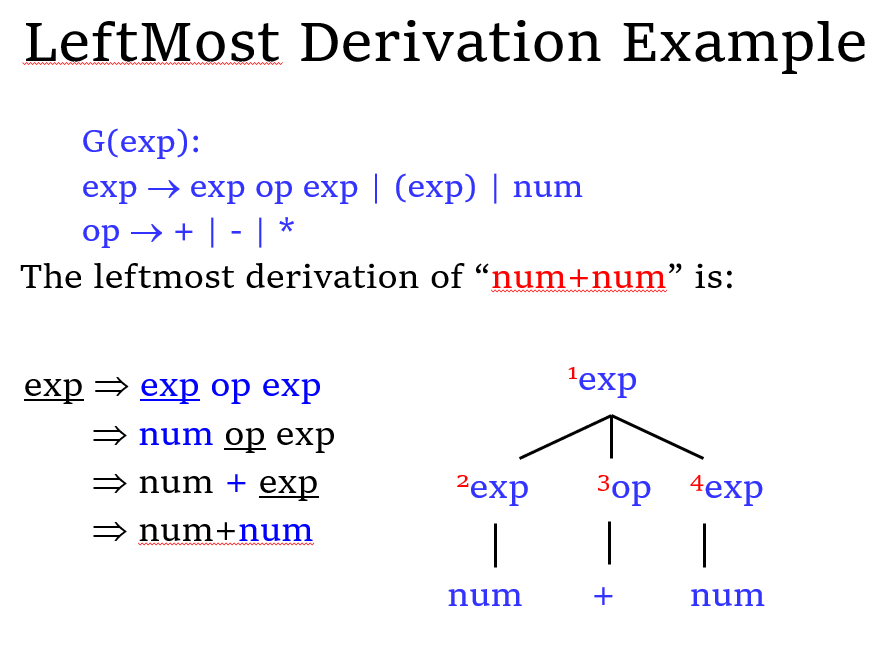 LeftMost Derivation Example
G(exp):
exp → exp op exp | (exp) | num
op → + | - | *
The leftmost derivation of “num+num” is:
exp ⇒ exp op exp
⇒ num op exp
⇒ num + exp
⇒ num+num
¹exp
²exp ³op ⁴exp
num + num